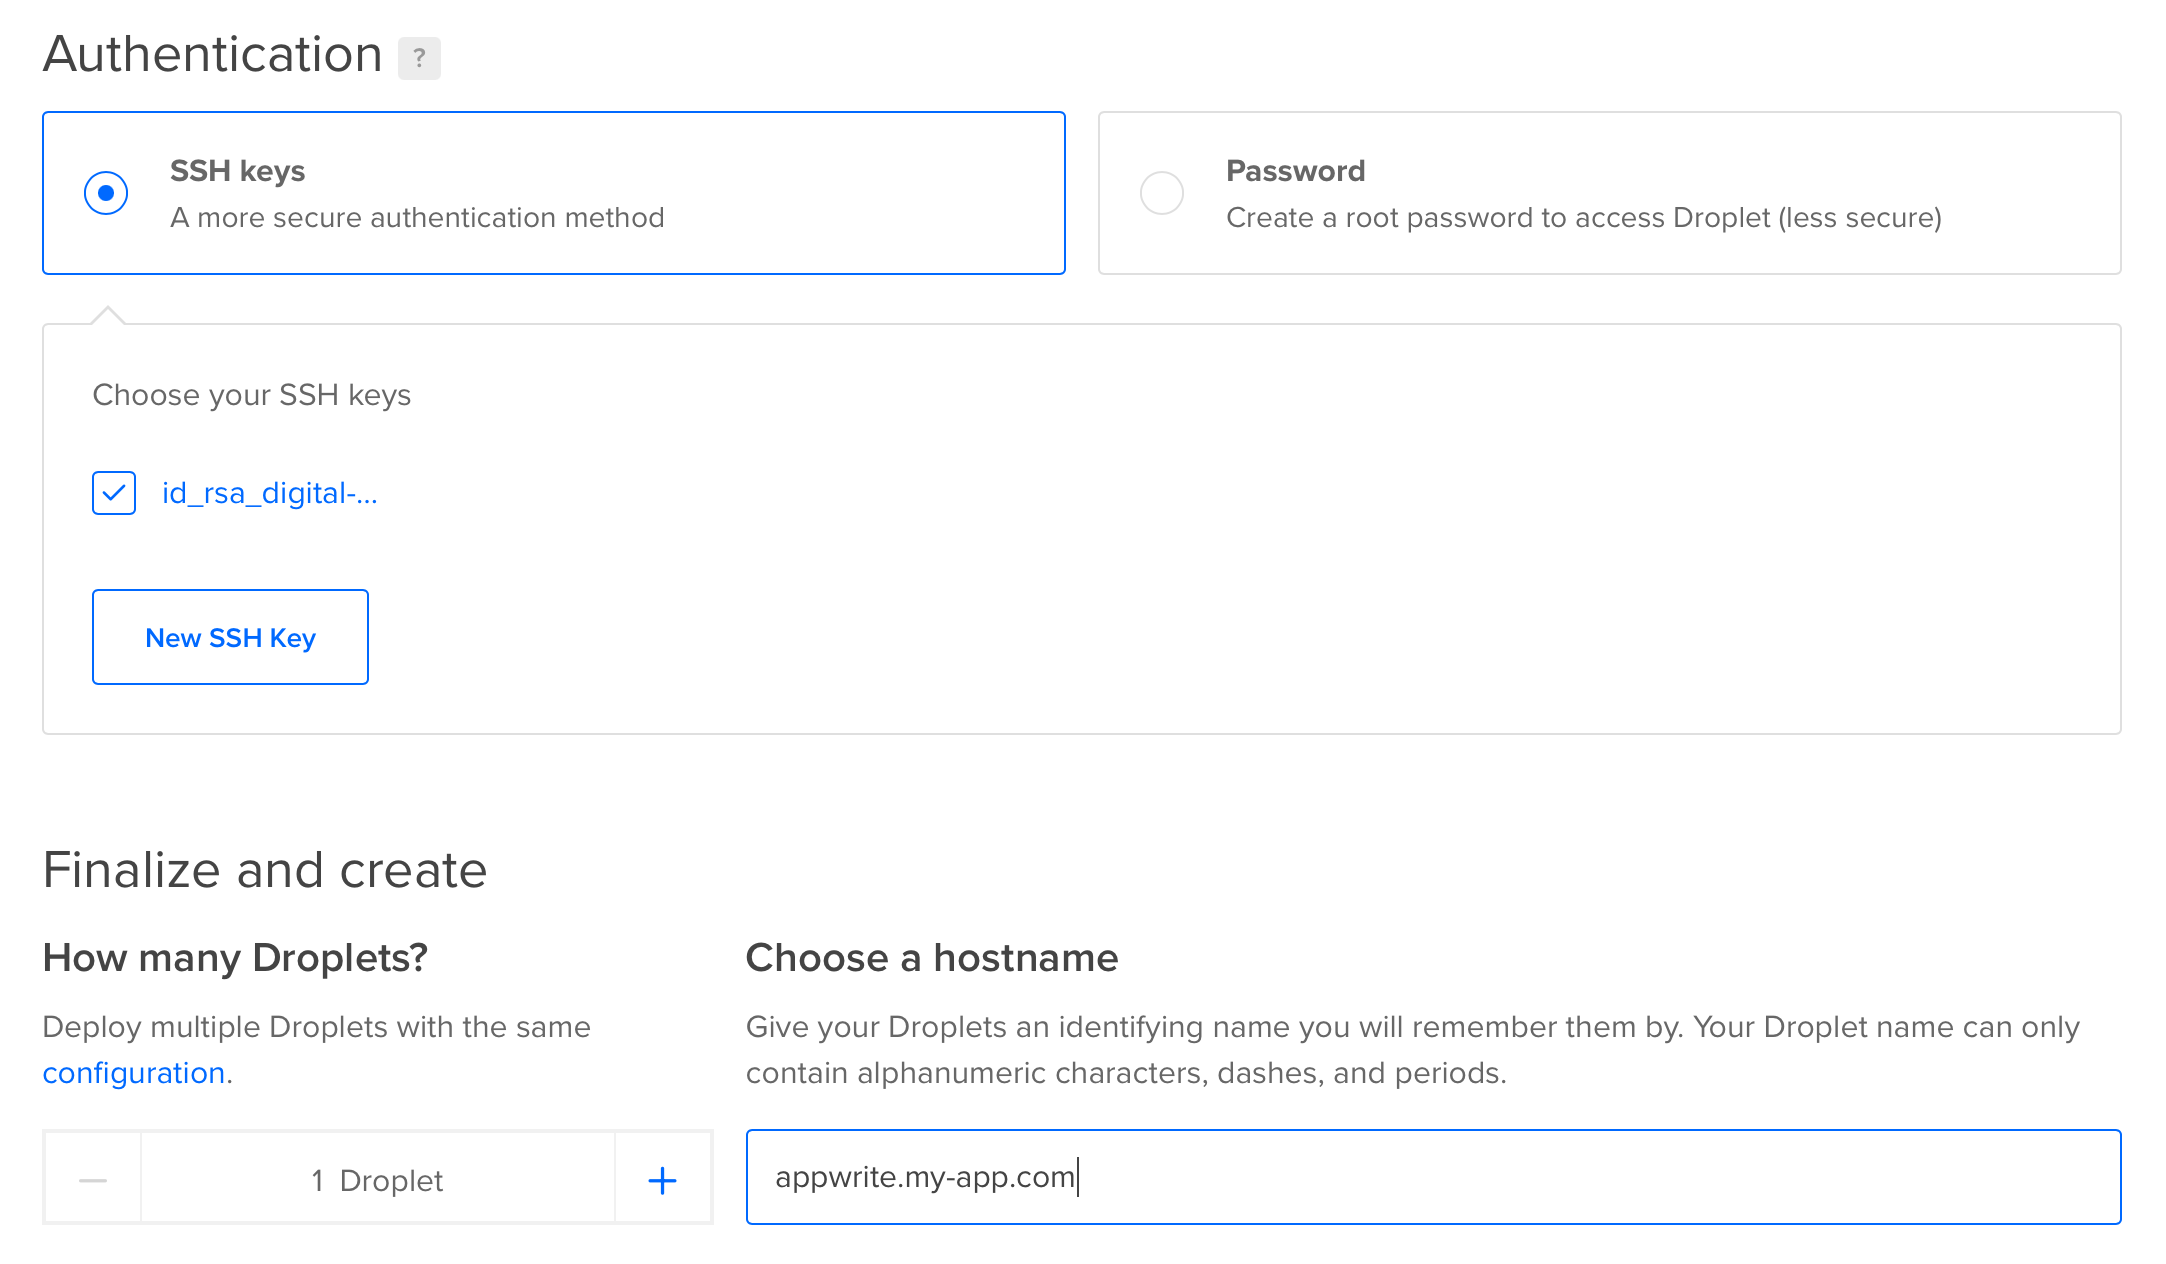 Authentication ?
SSH keys
A more secure authentication method
Password
Create a root password to access Droplet (less secure)
Choose your SSH keys
id_rsa_digital-...
New SSH Key
Finalize and create
How many Droplets?
Deploy multiple Droplets with the same
configuration.
1 Droplet
Choose a hostname
Give your Droplets an identifying name you will remember them by. Your Droplet name can only
contain alphanumeric characters, dashes, and periods.
appwrite.my-app.com